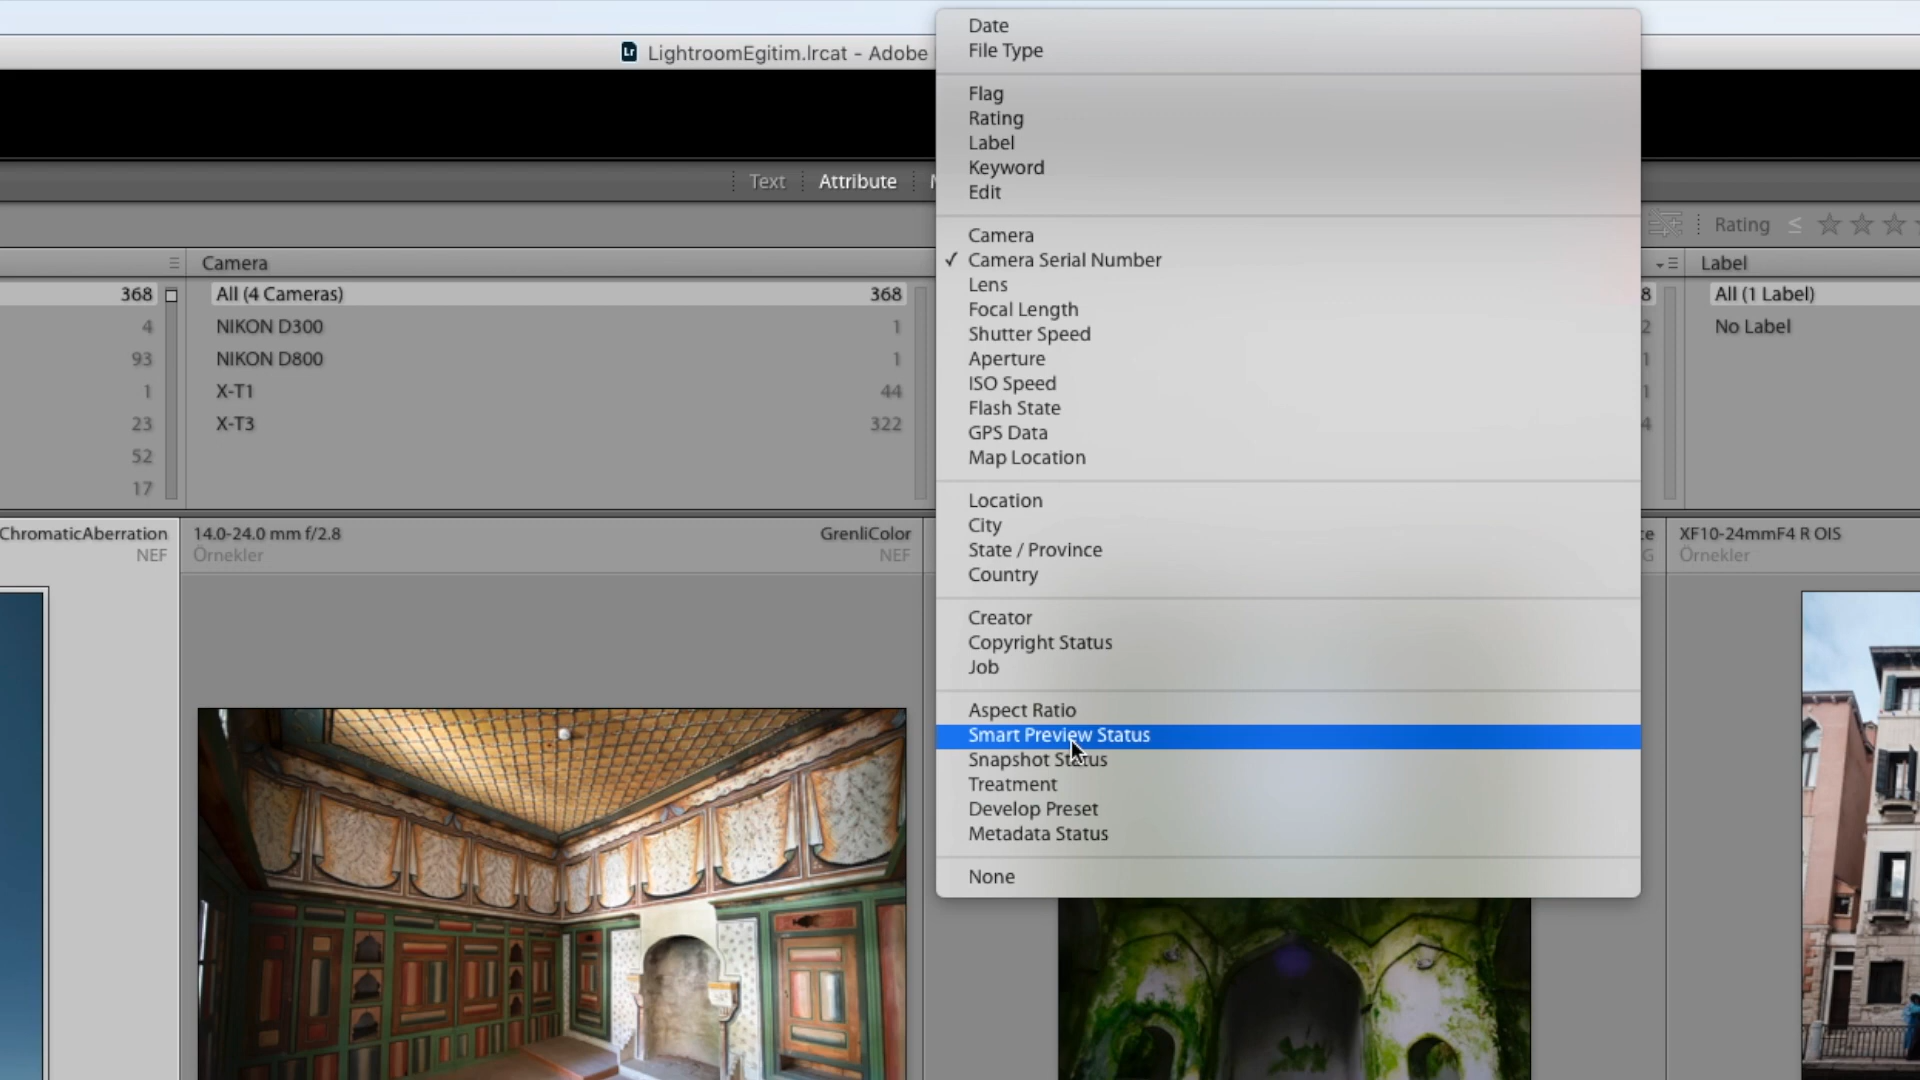 LightroomEgitim.lrcat - Adobe
Text
Attribute
Date
File Type
Flag
Rating
Label
Keyword
Edit
Camera
✓ Camera Serial Number
Lens
Focal Length
Shutter Speed
Aperture
ISO Speed
Flash State
GPS Data
Map Location
Location
City
State / Province
Country
Creator
Copyright Status
Job
Aspect Ratio
Smart Preview Status
Snapshot Status
Treatment
Develop Preset
Metadata Status
None
Rating ≤
368
4
93
1
23
52
17
Camera
All (4 Cameras) 368
NIKON D300 1
NIKON D800 1
X-T1 44
X-T3 322
8
2
1
1
4
Label
All (1 Label)
No Label
ChromaticAberration
NEF
14.0-24.0 mm f/2.8 GrenliColor
Örnekler NEF
XF10-24mmF4 R OIS
Örnekler